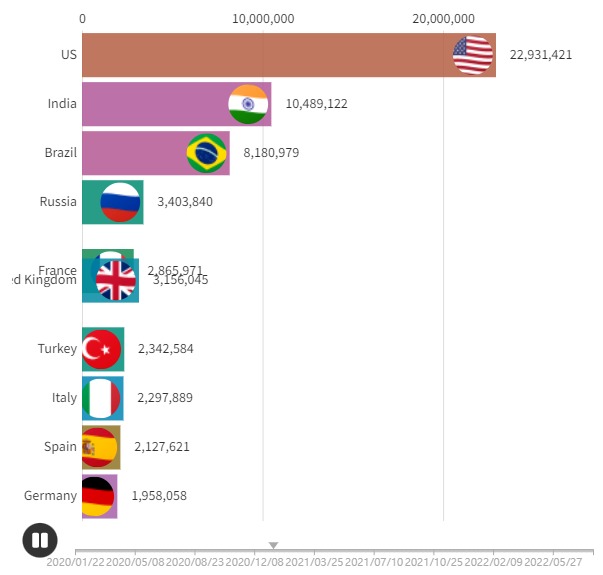 0 10,000,000 20,000,000
US 22,931,421
India 10,489,122
Brazil 8,180,979
Russia 3,403,840
France 2,865,971
d Kingdom 3,156,045
Turkey 2,342,584
Italy 2,297,889
Spain 2,127,621
Germany 1,958,058
2020/01/22 2020/05/08 2020/08/23 2020/12/08 2021/03/25 2021/07/10 2021/10/25 2022/02/09 2022/05/27